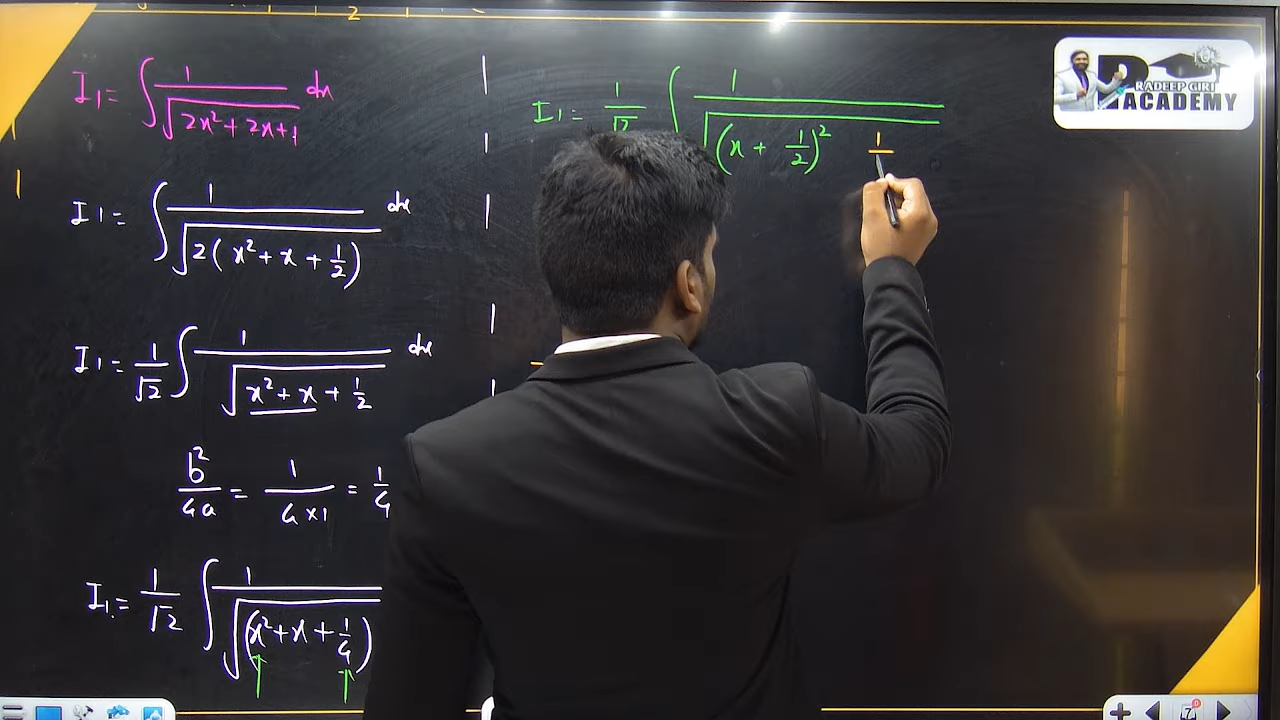 I1 = ∫ 1/√(2x² + 2x + 1) dx
I1 = ∫ 1/√(2(x² + x + 1/2)) dx
I1 = 1/√2 ∫ 1/√(x² + x + 1/2) dx
b²/4a = 1/(4×1) = 1/4
I1 = 1/√2 ∫ 1/√((x² + x + 1/4)
I1 = 1/√2 ∫ 1/√((x + 1/2)² 1
RADEEP GIRI
ACADEMY
7